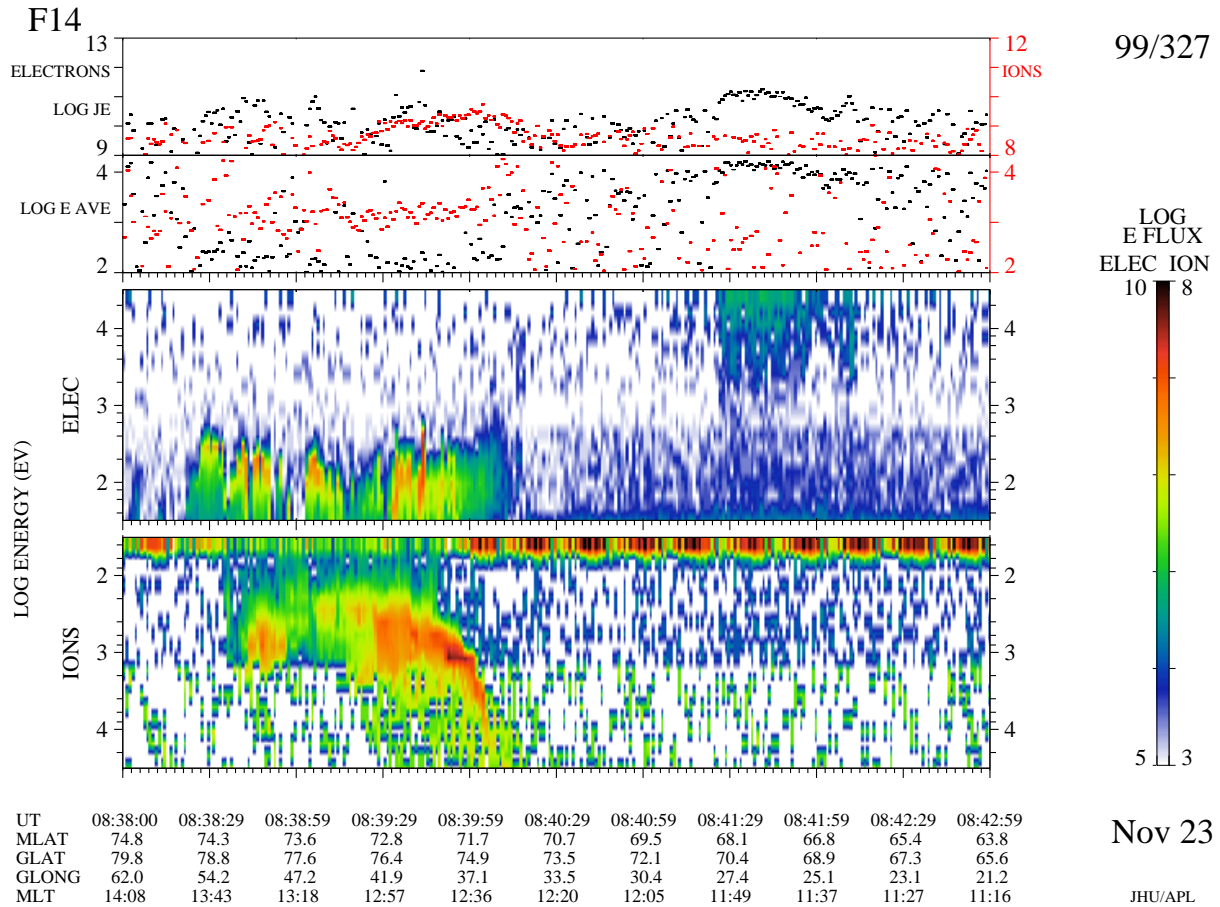 F14
99/327
13
12
ELECTRONS
IONS
LOG JE
9
8
4
4
LOG E AVE
2
2
LOG
E FLUX
ELEC ION
10 8
4
4
ELEC
3
3
2
2
LOG ENERGY (EV)
2
2
IONS
3
3
4
4
5 3
UT 08:38:00 08:38:29 08:38:59 08:39:29 08:39:59 08:40:29 08:40:59 08:41:29 08:41:59 08:42:29 08:42:59
MLAT 74.8 74.3 73.6 72.8 71.7 70.7 69.5 68.1 66.8 65.4 63.8
GLAT 79.8 78.8 77.6 76.4 74.9 73.5 72.1 70.4 68.9 67.3 65.6
GLONG 62.0 54.2 47.2 41.9 37.1 33.5 30.4 27.4 25.1 23.1 21.2
MLT 14:08 13:43 13:18 12:57 12:36 12:20 12:05 11:49 11:37 11:27 11:16
Nov 23
JHU/APL